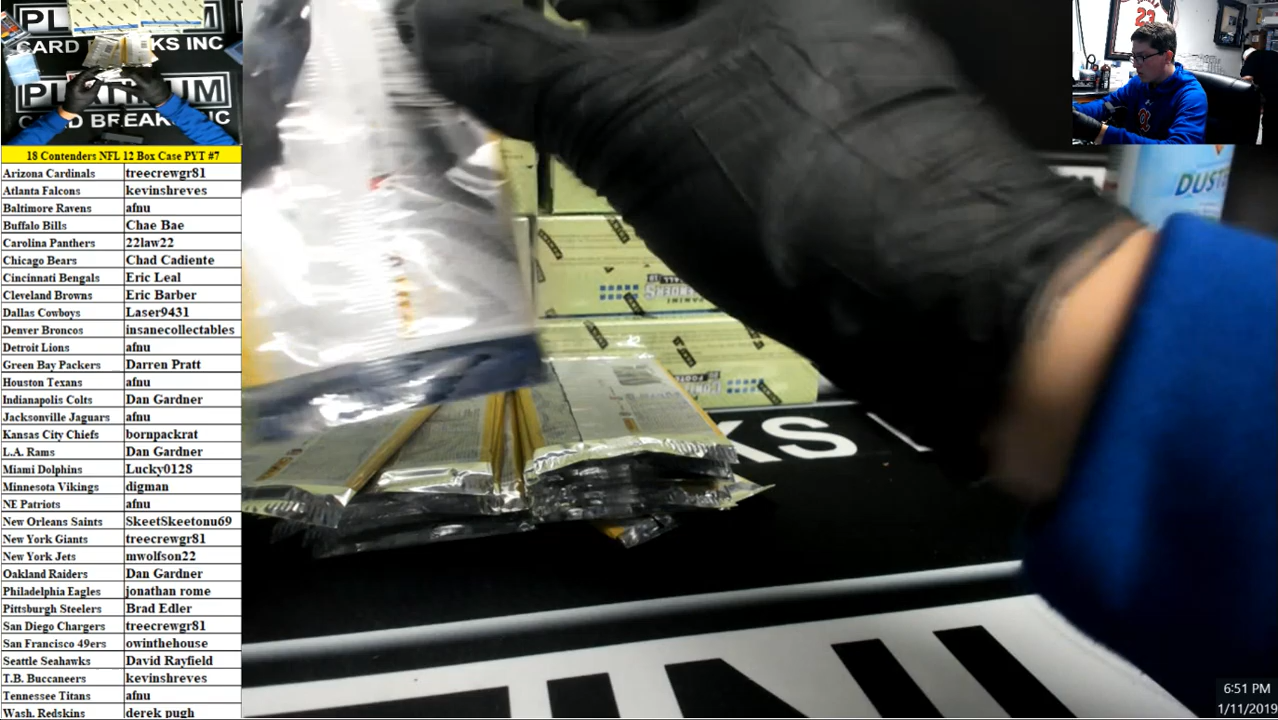 PLATINUM
CARD BREAKS INC
PLATINUM
CARD BREAKS INC
23
18 Contenders NFL 12 Box Case PYT #7
Arizona Cardinals treecrewgr81
Atlanta Falcons kevinshreves
Baltimore Ravens afnu
Buffalo Bills Chae Bae
Carolina Panthers 22law22
Chicago Bears Chad Cadiente
Cincinnati Bengals Eric Leal
Cleveland Browns Eric Barber
Dallas Cowboys Laser9431
Denver Broncos insanecollectables
Detroit Lions afnu
Green Bay Packers Darren Pratt
Houston Texans afnu
Indianapolis Colts Dan Gardner
Jacksonville Jaguars afnu
Kansas City Chiefs bornpackrat
L.A. Rams Dan Gardner
Miami Dolphins Lucky0128
Minnesota Vikings digman
NE Patriots afnu
New Orleans Saints SkeetSkeetonu69
New York Giants treecrewgr81
New York Jets mwolfson22
Oakland Raiders Dan Gardner
Philadelphia Eagles jonathan rome
Pittsburgh Steelers Brad Edler
San Diego Chargers treecrewgr81
San Francisco 49ers owinthehouse
Seattle Seahawks David Rayfield
T.B. Buccaneers kevinshreves
Tennessee Titans afnu
Wash. Redskins derek pugh
DUST
KS
6:51 PM
1/11/2019